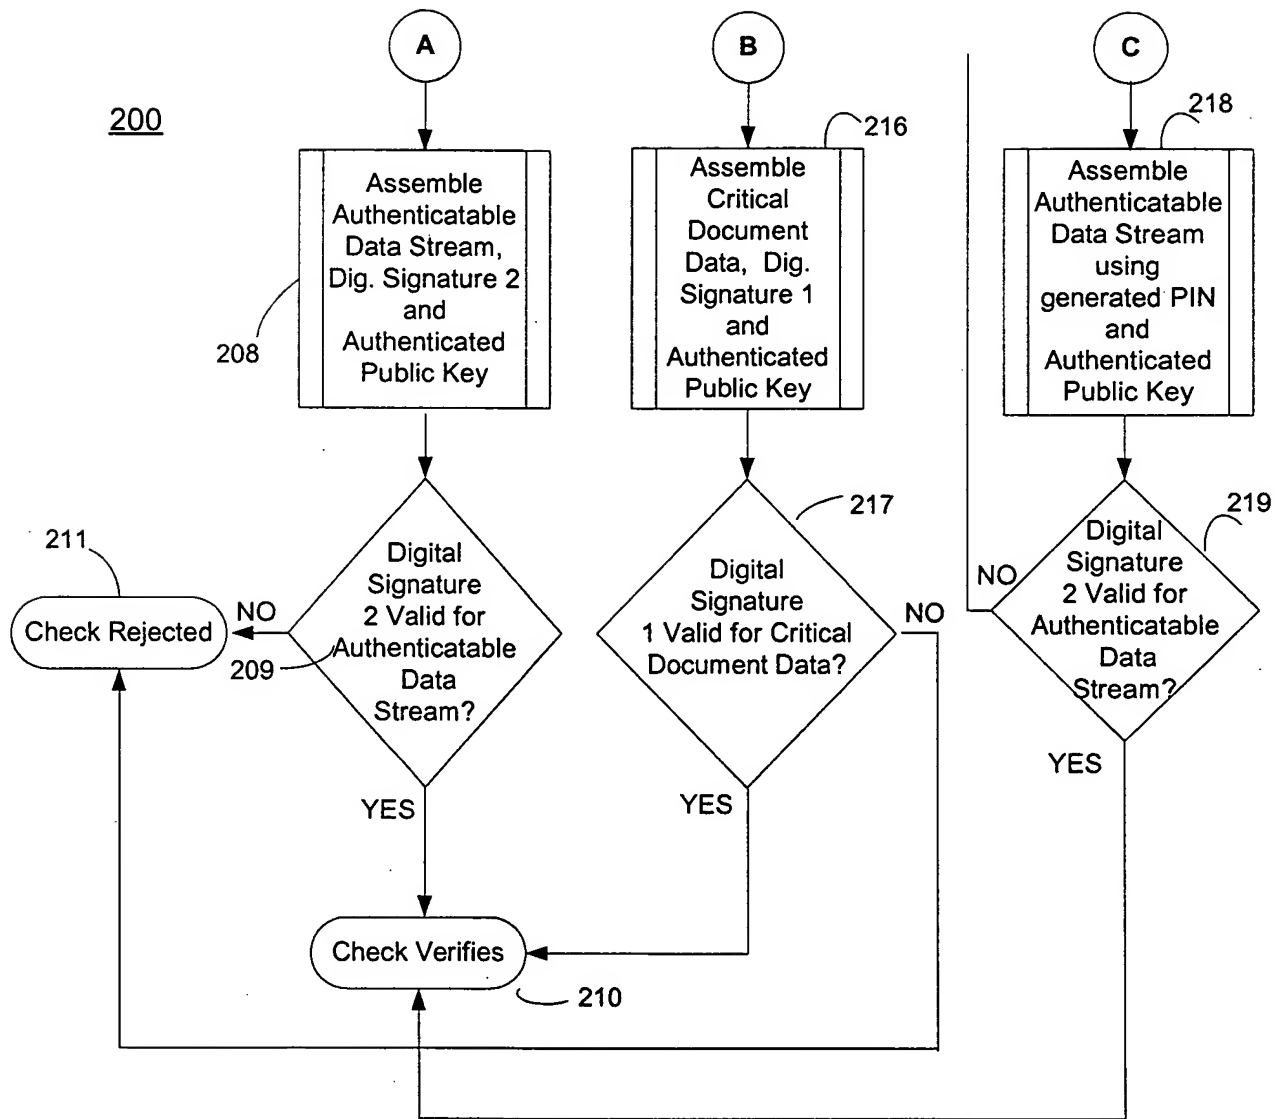 A
B
C
200
216
218
Assemble
Authenticatable
Data Stream,
Dig. Signature 2
and
Authenticated
Public Key
208
Assemble
Critical
Document
Data, Dig.
Signature 1
and
Authenticated
Public Key
Assemble
Authenticatable
Data Stream
using
generated PIN
and
Authenticated
Public Key
211
Check Rejected
NO
Digital
Signature
2 Valid for
Authenticatable
Data
Stream?
209
YES
217
Digital
Signature
1 Valid for Critical
Document Data?
NO
YES
219
NO
Digital
Signature
2 Valid for
Authenticatable
Data
Stream?
YES
Check Verifies
210